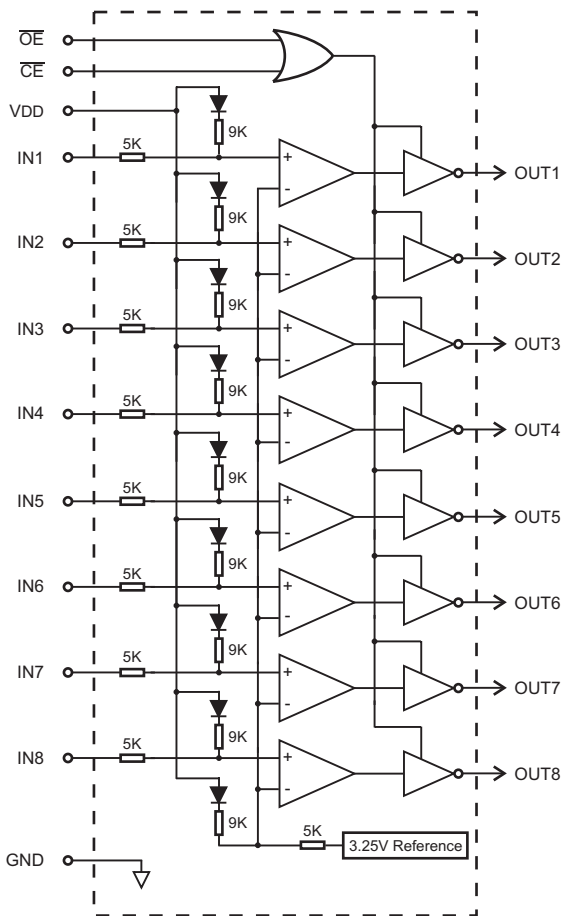 OE
CE
VDD
9K
5K
IN1
+
-
OUT1
9K
5K
IN2
+
-
OUT2
9K
5K
IN3
+
-
OUT3
9K
5K
IN4
+
-
OUT4
9K
5K
IN5
+
-
OUT5
9K
5K
IN6
+
-
OUT6
9K
5K
IN7
+
-
OUT7
9K
5K
IN8
+
-
OUT8
9K
5K
3.25V Reference
GND